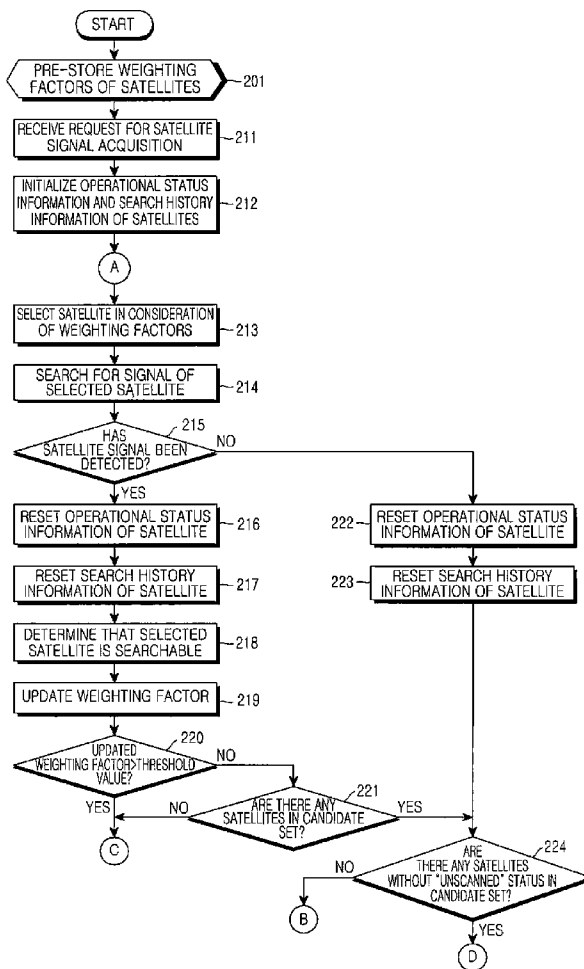 START
PRE-STORE WEIGHTING
FACTORS OF SATELLITES
201
RECEIVE REQUEST FOR SATELLITE
SIGNAL ACQUISITION
211
INITIALIZE OPERATIONAL STATUS
INFORMATION AND SEARCH HISTORY
INFORMATION OF SATELLITES
212
A
SELECT SATELLITE IN CONSIDERATION
OF WEIGHTING FACTORS
213
SEARCH FOR SIGNAL OF
SELECTED SATELLITE
214
215
HAS
SATELLITE SIGNAL BEEN
DETECTED?
NO
YES
RESET OPERATIONAL STATUS
INFORMATION OF SATELLITE
216
222
RESET OPERATIONAL STATUS
INFORMATION OF SATELLITE
RESET SEARCH HISTORY
INFORMATION OF SATELLITE
217
223
RESET SEARCH HISTORY
INFORMATION OF SATELLITE
DETERMINE THAT SELECTED
SATELLITE IS SEARCHABLE
218
UPDATE WEIGHTING FACTOR
219
220
UPDATED
WEIGHTING FACTOR>THRESHOLD
VALUE?
NO
YES
221
ARE THERE ANY
SATELLITES IN CANDIDATE
SET?
NO
YES
C
224
ARE
THERE ANY SATELLITES
WITHOUT "UNSCANNED" STATUS IN
CANDIDATE SET?
NO
B
YES
D